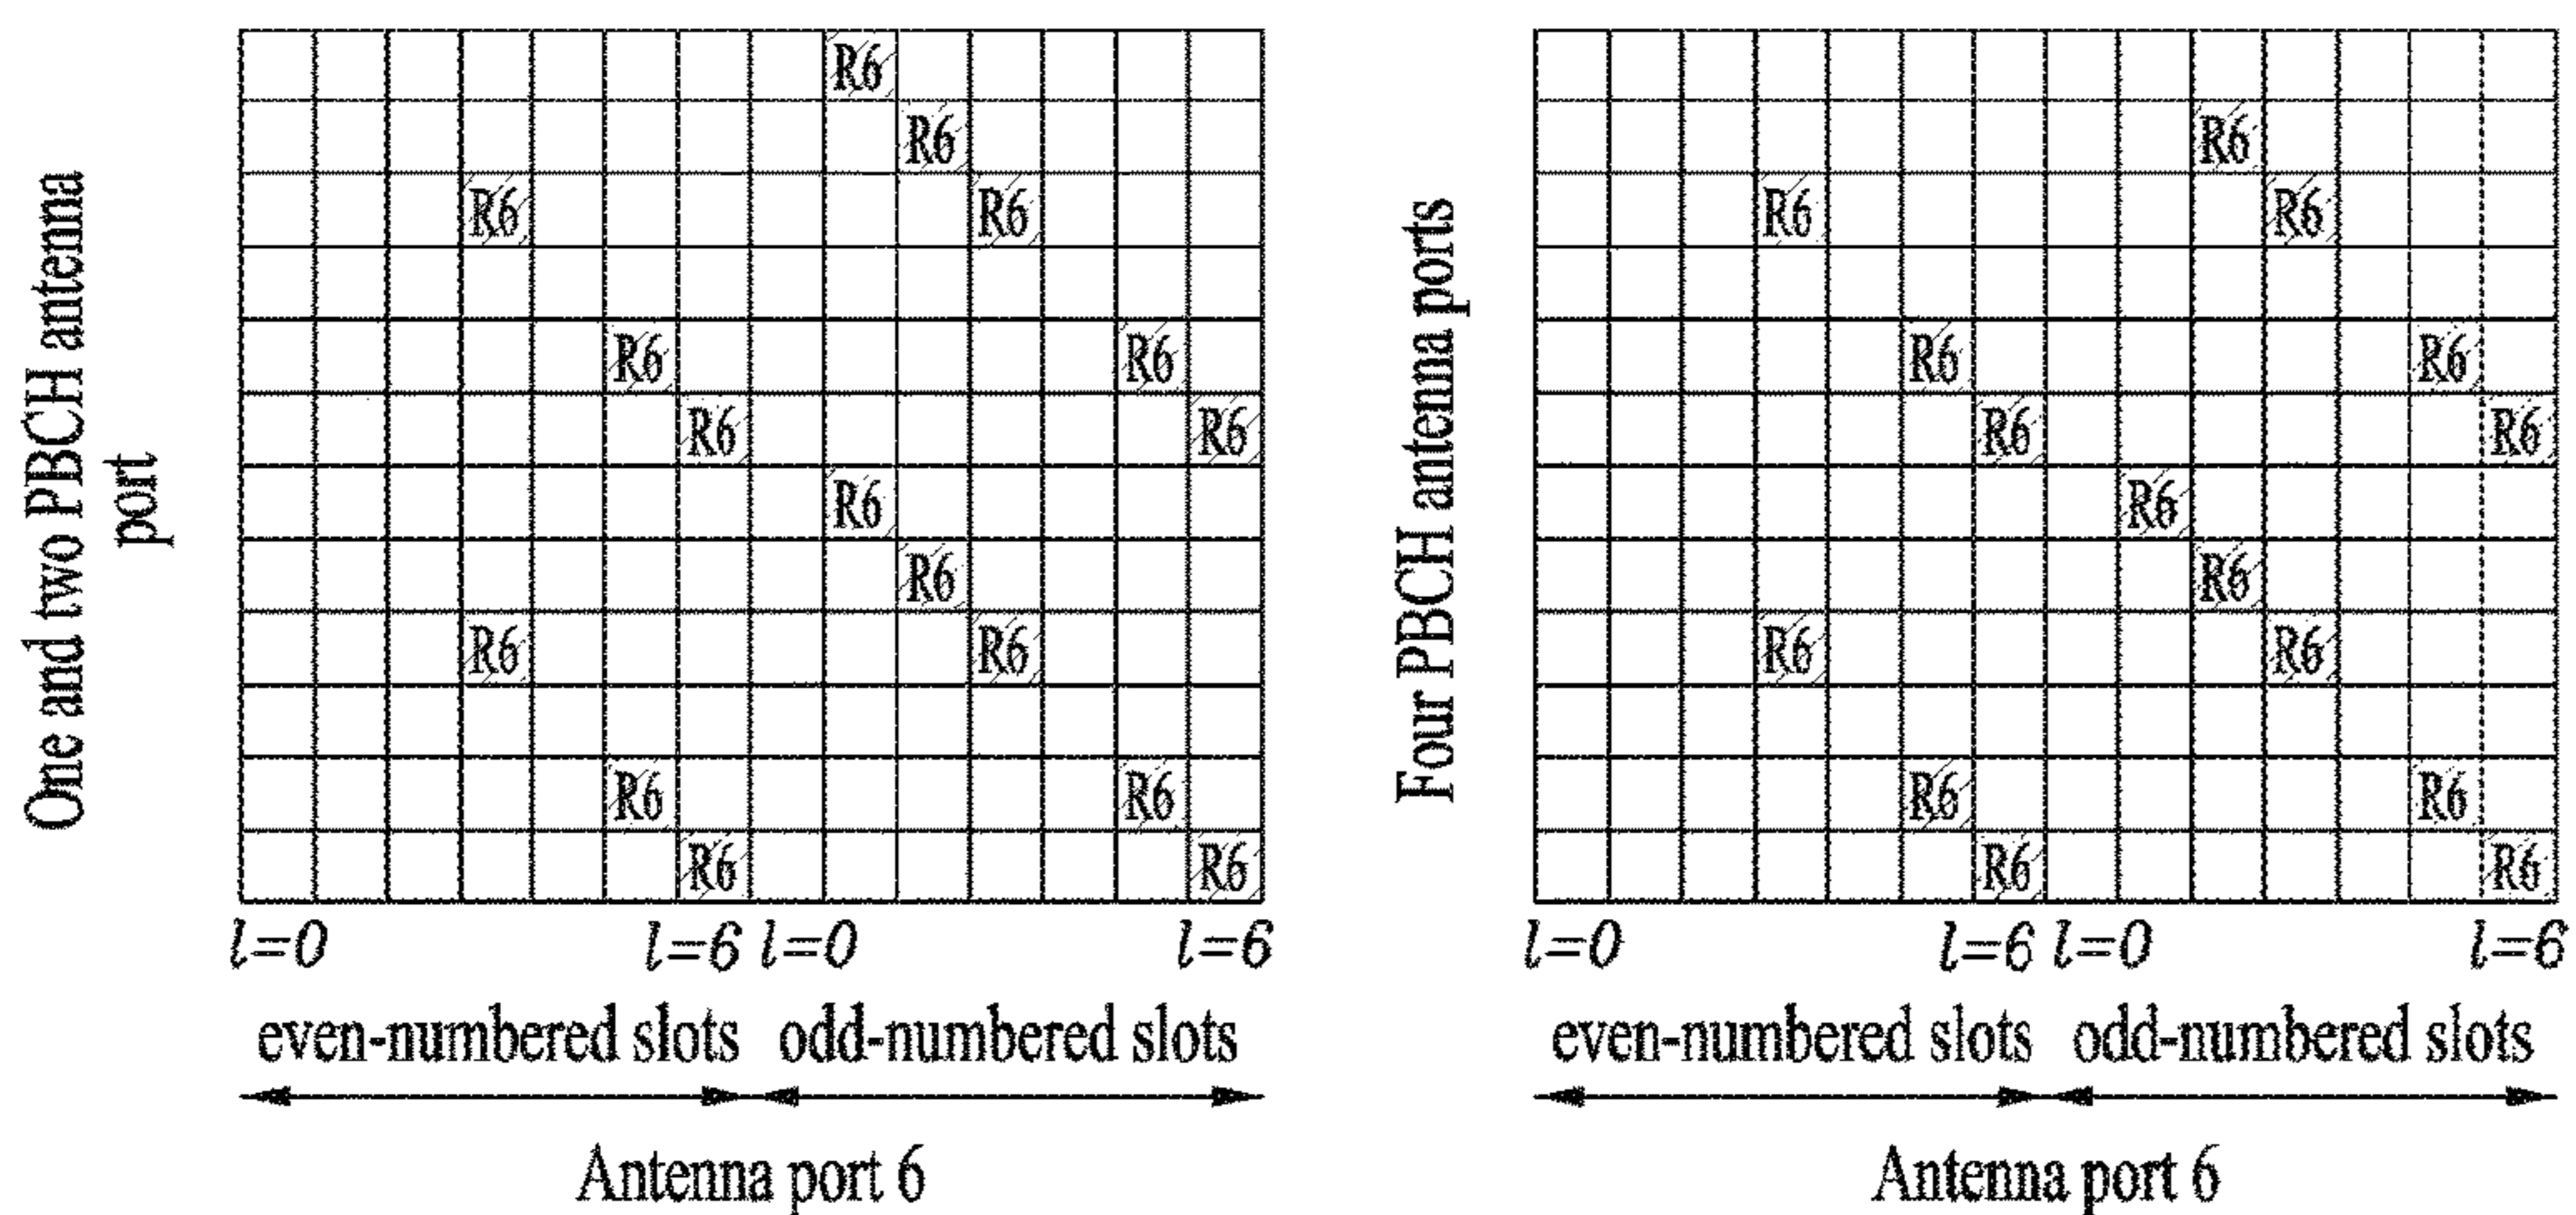 One and two PBCH antenna
port
R6
R6
R6 R6
R6 R6
R6 R6
R6
R6
R6 R6
R6 R6
R6 R6
l=0 l=6 l=0 l=6
even-numbered slots odd-numbered slots
Antenna port 6
Four PBCH antenna ports
R6
R6 R6
R6 R6
R6 R6
R6
R6
R6 R6
R6 R6
R6 R6
l=0 l=6 l=0 l=6
even-numbered slots odd-numbered slots
Antenna port 6